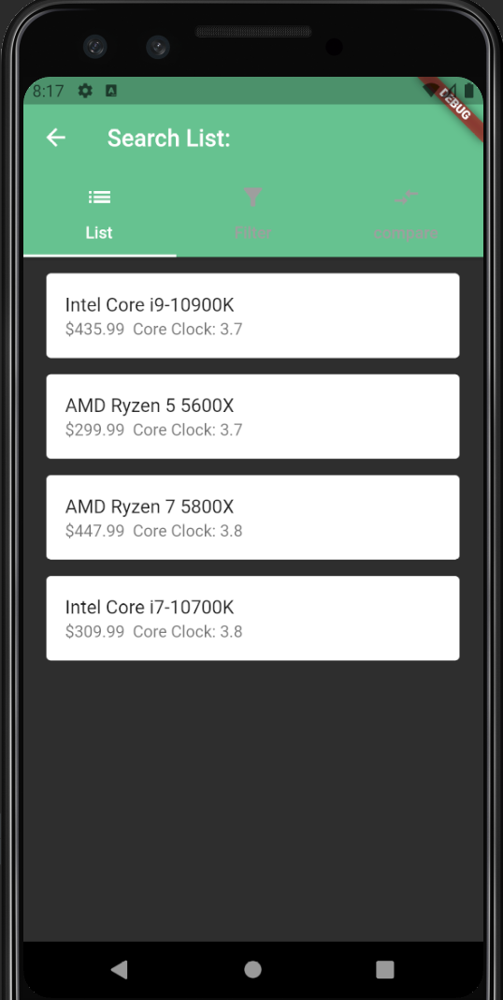 8:17
DEBUG
Search List:
List
Filter
compare
Intel Core i9-10900K
$435.99 Core Clock: 3.7
AMD Ryzen 5 5600X
$299.99 Core Clock: 3.7
AMD Ryzen 7 5800X
$447.99 Core Clock: 3.8
Intel Core i7-10700K
$309.99 Core Clock: 3.8